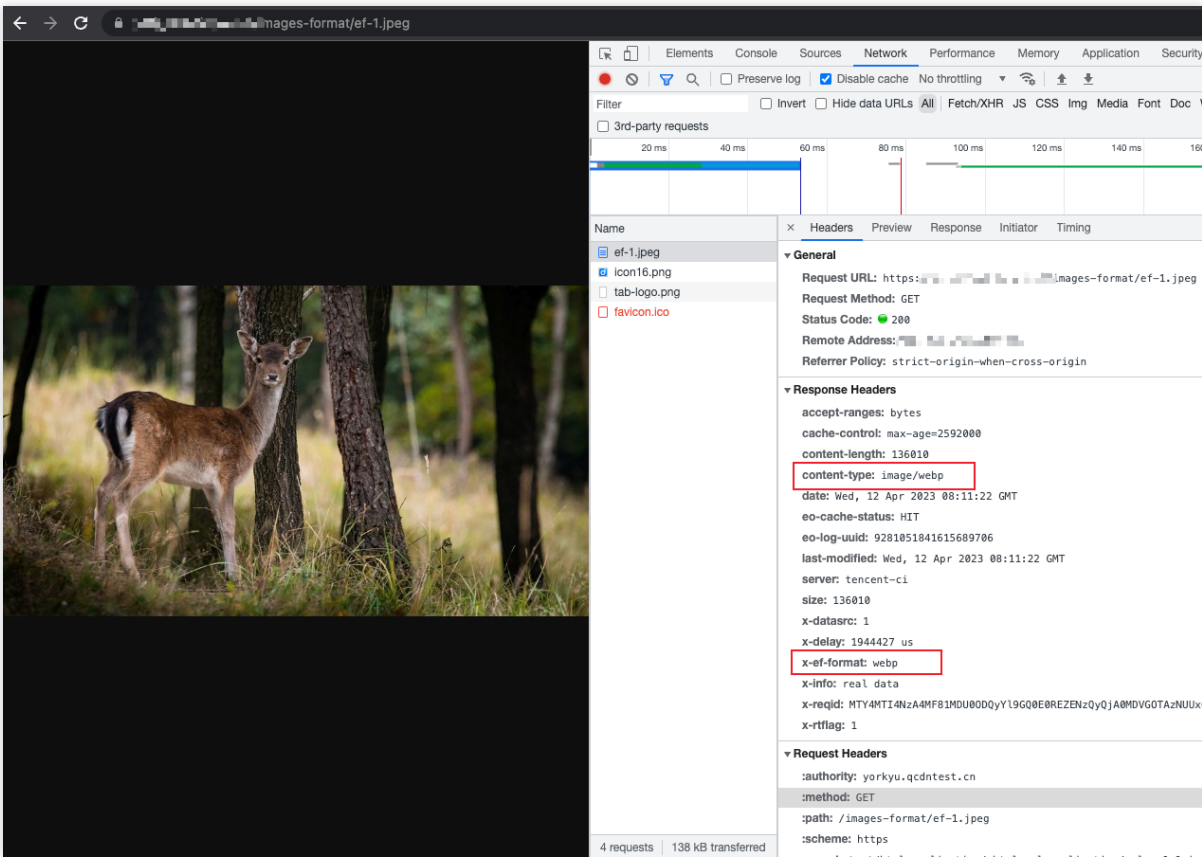 mages-format/ef-1.jpeg
Elements Console Sources Network Performance Memory Application Security
Preserve log Disable cache No throttling
Filter Invert Hide data URLs All Fetch/XHR JS CSS Img Media Font Doc
3rd-party requests
20 ms 40 ms 60 ms 80 ms 100 ms 120 ms 140 ms 160
Name
ef-1.jpeg
icon16.png
tab-logo.png
favicon.ico
4 requests 138 kB transferred
× Headers Preview Response Initiator Timing
General
Request URL: https: images-format/ef-1.jpeg
Request Method: GET
Status Code: 200
Remote Address:
Referrer Policy: strict-origin-when-cross-origin
Response Headers
accept-ranges: bytes
cache-control: max-age=2592000
content-length: 136010
content-type: image/webp
date: Wed, 12 Apr 2023 08:11:22 GMT
eo-cache-status: HIT
eo-log-uuid: 9281051841615689706
last-modified: Wed, 12 Apr 2023 08:11:22 GMT
server: tencent-ci
size: 136010
x-datasrc: 1
x-delay: 1944427 us
x-ef-format: webp
x-info: real data
x-reqid: MTY4MTI4NzA4MF81MDU0ODQyYl9GQ0E0REZENzQyQjA0MDVGOTAzNUUx
x-rtflag: 1
Request Headers
:authority: yorkyu.qcdntest.cn
:method: GET
:path: /images-format/ef-1.jpeg
:scheme: https